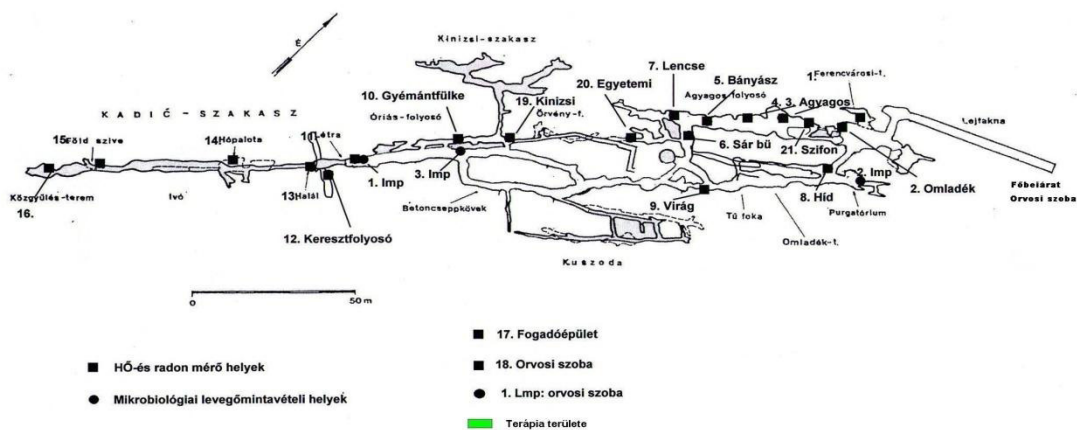 É
Kinizsi-szakasz
KADIĆ-SZAKASZ
7. Lencse
20. Egyetemi
5. Bányász
Agyagos folyosó
1.
Ferencvárosi-t.
4. 3. Agyagos
10. Gyémántfülke
Óriás-folyosó
19. Kinizsi
Örvény-f.
Lejfakna
15.
Föld szive
14.
Hópalota
11.
Létra
6. Sár bü
21. Szifon
Közgyűlés-terem
16.
Ivó
13.
Halál
1. Imp
3. Imp
2. Imp
2. Omladék
Főbejárat
Orvosi szoba
12. Keresztfolyosó
Betoncseppkövek
9. Virág
Tű foka
8. Híd
Purgatórium
Omladék-t.
Kuszoda
0 50 m
17. Fogadóépület
HŐ-és radon mérő helyek
18. Orvosi szoba
Mikrobiológiai levegőmintavételi helyek
1. Lmp: orvosi szoba
Terápia területe